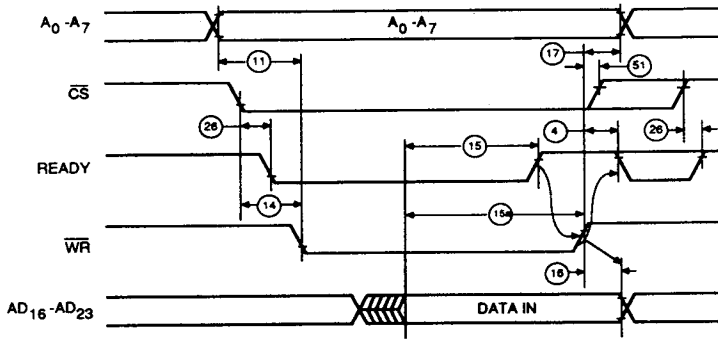 A0-A7 A0-A7
17
11 51
CS
26 4 26
15
READY
14
15a
WR
16
AD16-AD23 DATA IN